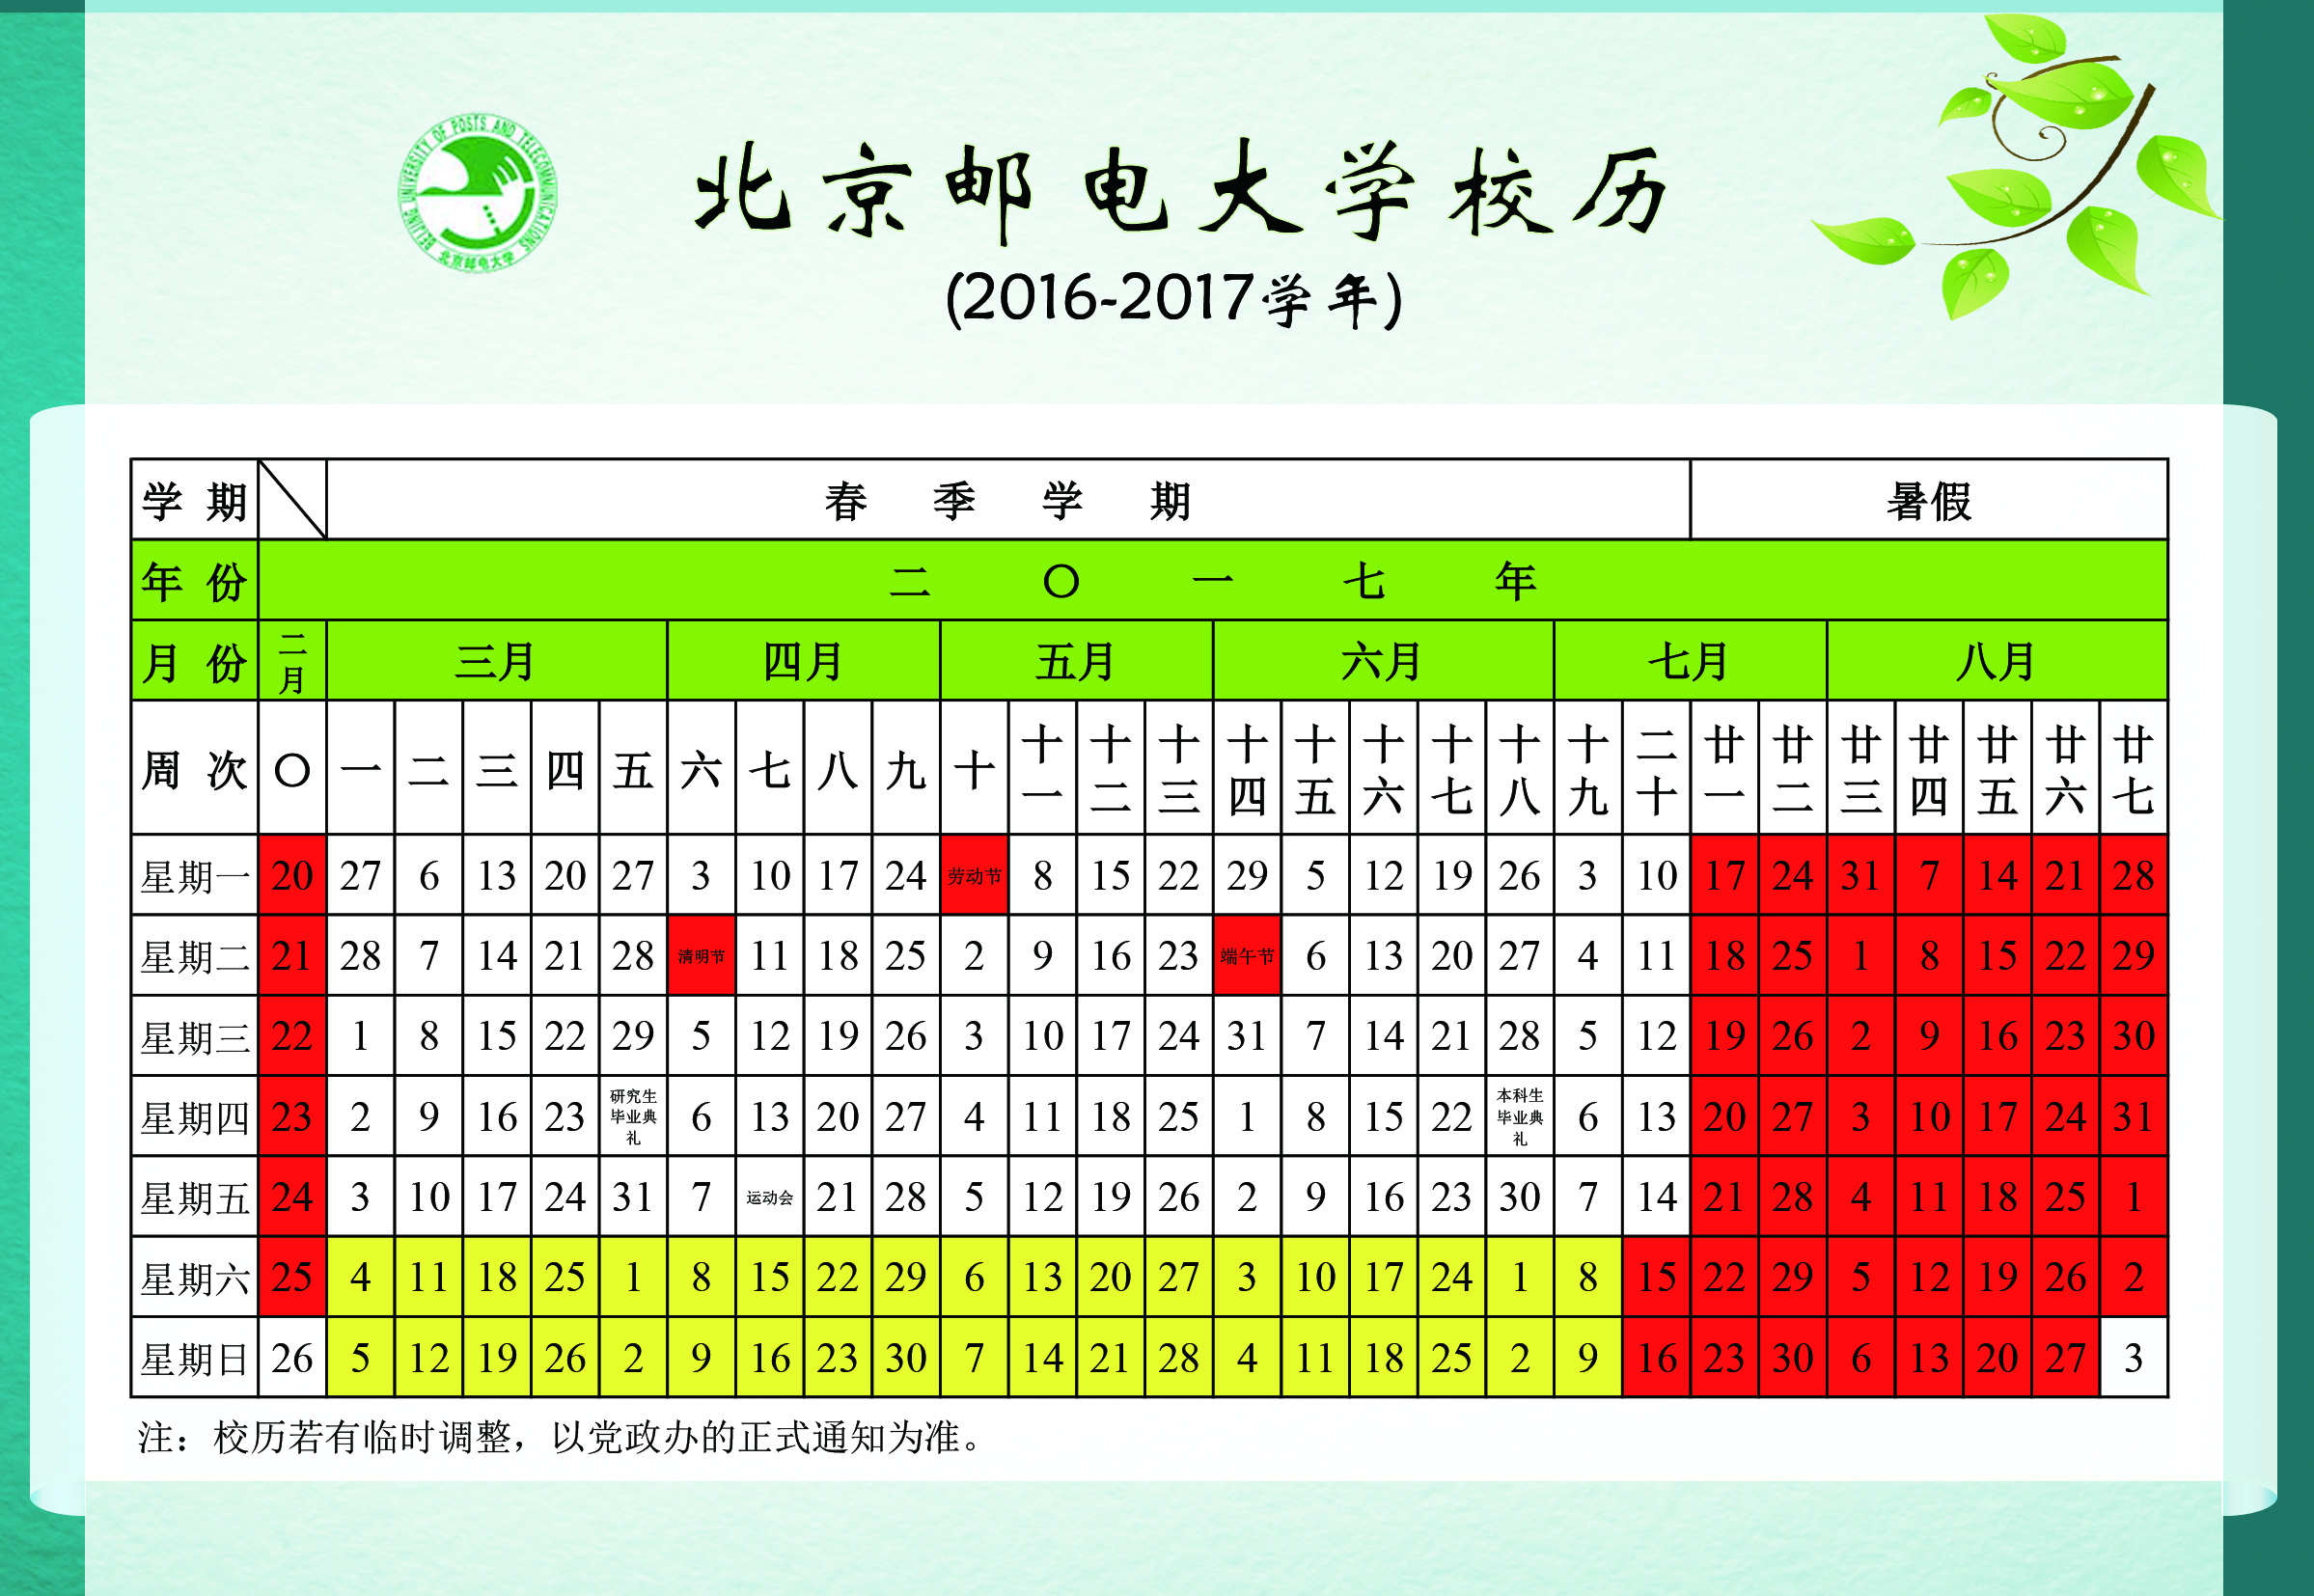 BEIJING UNIVERSITY OF POSTS AND TELECOMMUNICATIONS
北京邮电大学
北京邮电大学校历
(2016-2017学年)
学 期 春 季 学 期 暑假
年 份 二 〇 一 七 年
月 份 二月 三月 四月 五月 六月 七月 八月
周 次 〇 一 二 三 四 五 六 七 八 九 十 十一 十二 十三 十四 十五 十六 十七 十八 十九 二十 廿一 廿二 廿三 廿四 廿五 廿六 廿七
星期一 20 27 6 13 20 27 3 10 17 24 劳动节 8 15 22 29 5 12 19 26 3 10 17 24 31 7 14 21 28
星期二 21 28 7 14 21 28 清明节 11 18 25 2 9 16 23 端午节 6 13 20 27 4 11 18 25 1 8 15 22 29
星期三 22 1 8 15 22 29 5 12 19 26 3 10 17 24 31 7 14 21 28 5 12 19 26 2 9 16 23 30
星期四 23 2 9 16 23 研究生毕业典礼 6 13 20 27 4 11 18 25 1 8 15 22 本科生毕业典礼 6 13 20 27 3 10 17 24 31
星期五 24 3 10 17 24 31 7 运动会 21 28 5 12 19 26 2 9 16 23 30 7 14 21 28 4 11 18 25 1
星期六 25 4 11 18 25 1 8 15 22 29 6 13 20 27 3 10 17 24 1 8 15 22 29 5 12 19 26 2
星期日 26 5 12 19 26 2 9 16 23 30 7 14 21 28 4 11 18 25 2 9 16 23 30 6 13 20 27 3
注：校历若有临时调整，以党政办的正式通知为准。